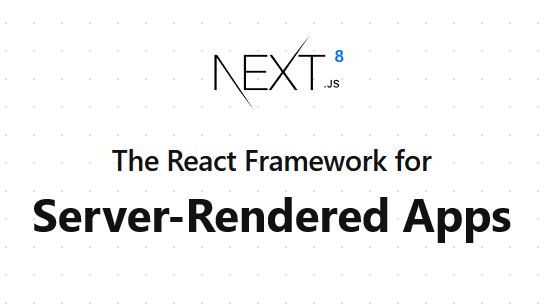 NEXT 8
.JS
The React Framework for
Server-Rendered Apps